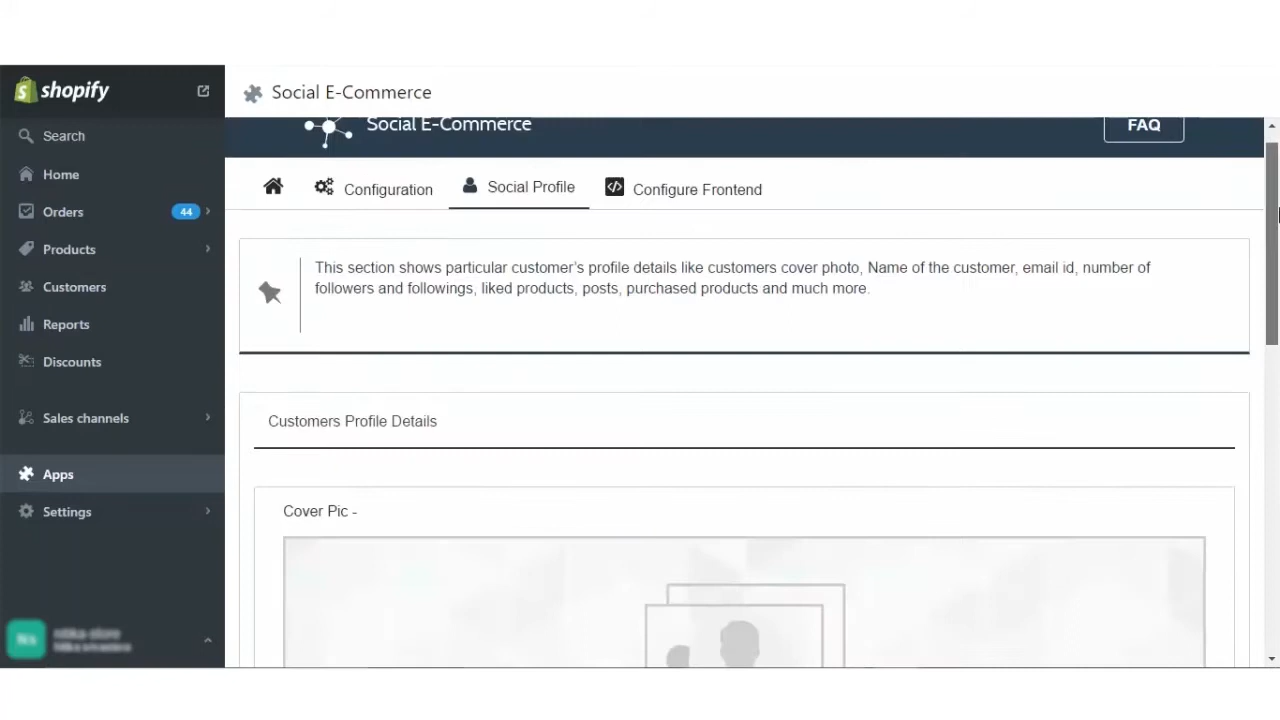 shopify
Social E-Commerce
Search
Home
Orders 44
Products
Customers
Reports
Discounts
Sales channels
Apps
Settings
Social E-Commerce
FAQ
Configuration
Social Profile
Configure Frontend
This section shows particular customer's profile details like customers cover photo, Name of the customer, email id, number of
followers and followings, liked products, posts, purchased products and much more.
Customers Profile Details
Cover Pic -